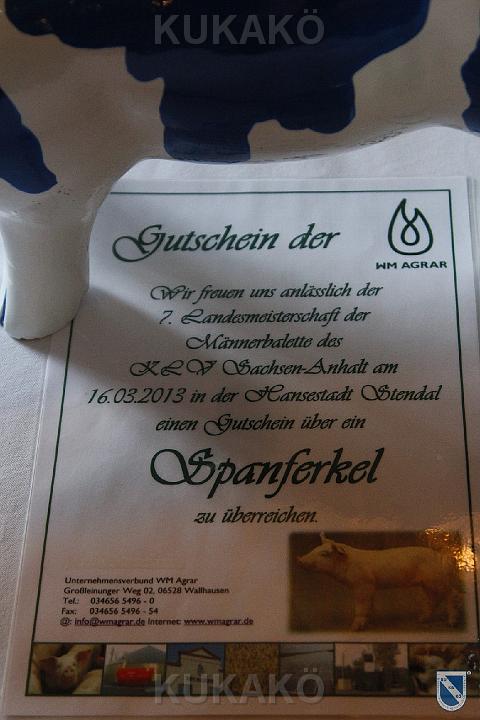 KUKAKÖ
Gutschein der
WM AGRAR
Wir freuen uns anlässlich der
7. Landesmeisterschaft der
Männerbalette des
KLV Sachsen-Anhalt am
16.03.2013 in der Hansestadt Stendal
einen Gutschein über ein
Spanferkel
zu überreichen.
Unternehmensverbund WM Agrar
Großleinunger Weg 02, 06528 Wallhausen
Tel.: 034656 5496 - 0
Fax: 034656 5496 - 54
@: info@wmagrar.de Internet: www.wmagrar.de
KUKAKÖ